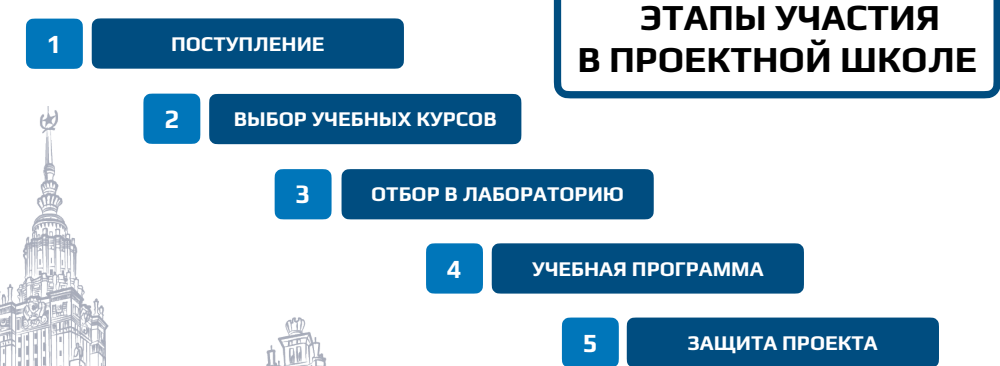 ЭТАПЫ УЧАСТИЯ
В ПРОЕКТНОЙ ШКОЛЕ
1 ПОСТУПЛЕНИЕ
2 ВЫБОР УЧЕБНЫХ КУРСОВ
3 ОТБОР В ЛАБОРАТОРИЮ
4 УЧЕБНАЯ ПРОГРАММА
5 ЗАЩИТА ПРОЕКТА